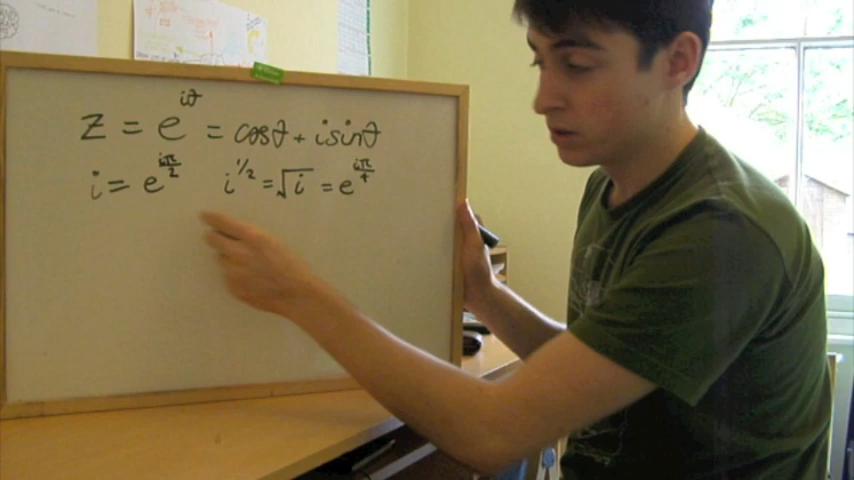 z = e^{iθ} = cosθ + isinθ
i = e^{iπ/2} i^{1/2} = √i = e^{iπ/4}